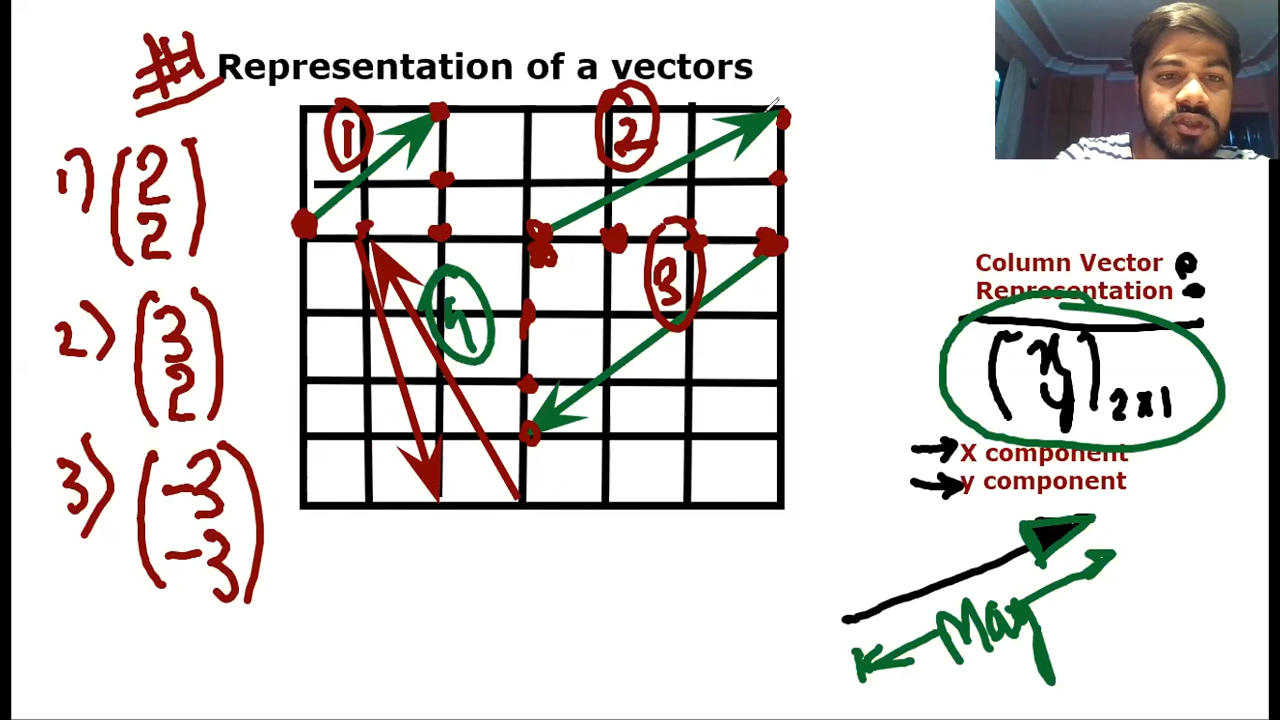 #1 Representation of a vectors
1) (2
2)
2) (3
2)
3) (-3
-3)
1
2
3
4
Column Vector
Representation
(x
y) 2x1
X component
y component
Mag